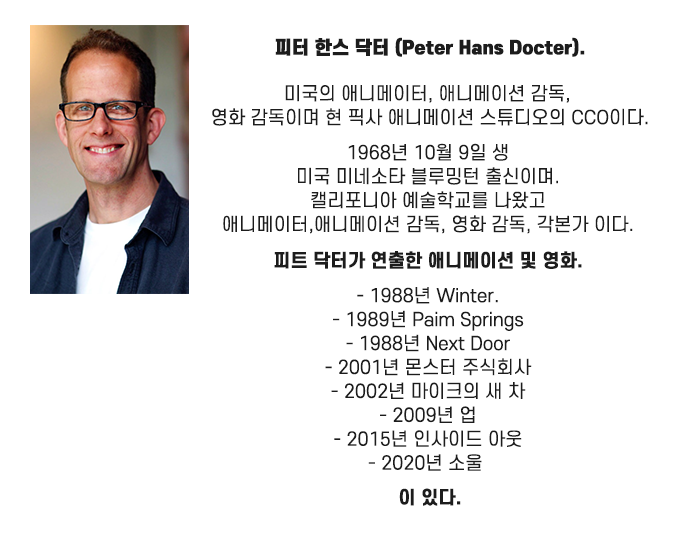 피터 한스 닥터 (Peter Hans Docter).
미국의 애니메이터, 애니메이션 감독,
영화 감독이며 현 픽사 애니메이션 스튜디오의 CCO이다.
1968년 10월 9일 생
미국 미네소타 블루밍턴 출신이며.
캘리포니아 예술학교를 나왔고
애니메이터,애니메이션 감독, 영화 감독, 각본가 이다.
피트 닥터가 연출한 애니메이션 및 영화.
- 1988년 Winter.
- 1989년 Paim Springs
- 1988년 Next Door
- 2001년 몬스터 주식회사
- 2002년 마이크의 새 차
- 2009년 업
- 2015년 인사이드 아웃
- 2020년 소울
이 있다.